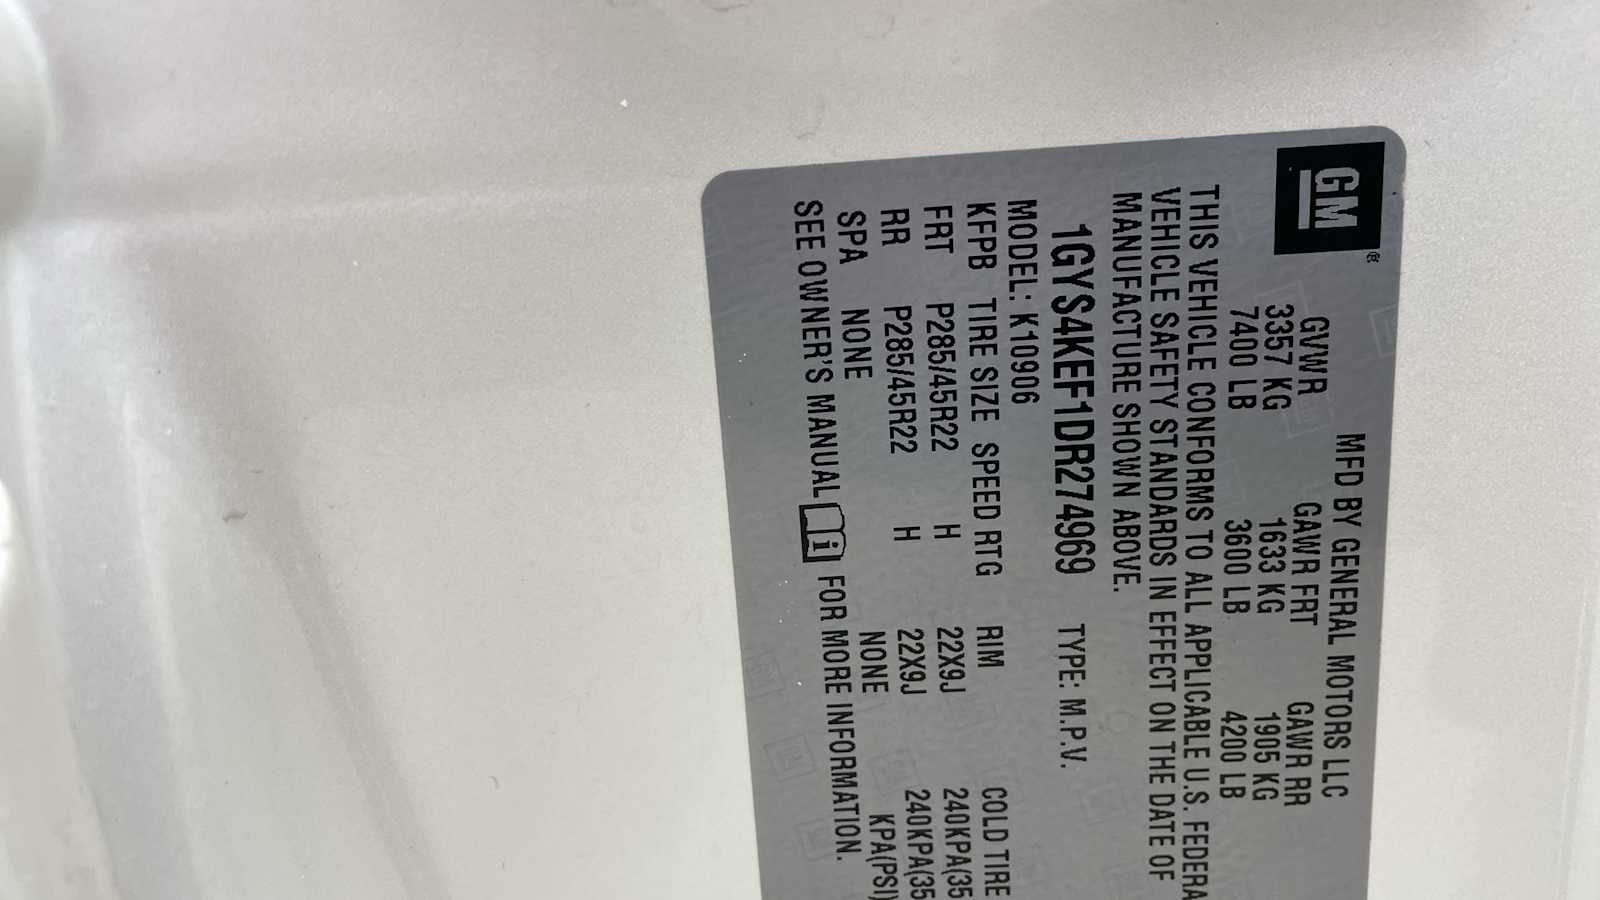 GM
MFD BY GENERAL MOTORS LLC
GVWR GAWR FRT GAWR RR
3357 KG 1633 KG 1905 KG
7400 LB 3600 LB 4200 LB
THIS VEHICLE CONFORMS TO ALL APPLICABLE U.S. FEDERA
VEHICLE SAFETY STANDARDS IN EFFECT ON THE DATE OF
MANUFACTURE SHOWN ABOVE.
1GYS4KEF1DR274969 TYPE: M.P.V.
MODEL: K10906
KFPB TIRE SIZE SPEED RTG RIM COLD TIRE
FRT P285/45R22 H 22X9J 240KPA(35
RR P285/45R22 H 22X9J 240KPA(35
SPA NONE NONE KPA(PSI)
SEE OWNER'S MANUAL i FOR MORE INFORMATION.